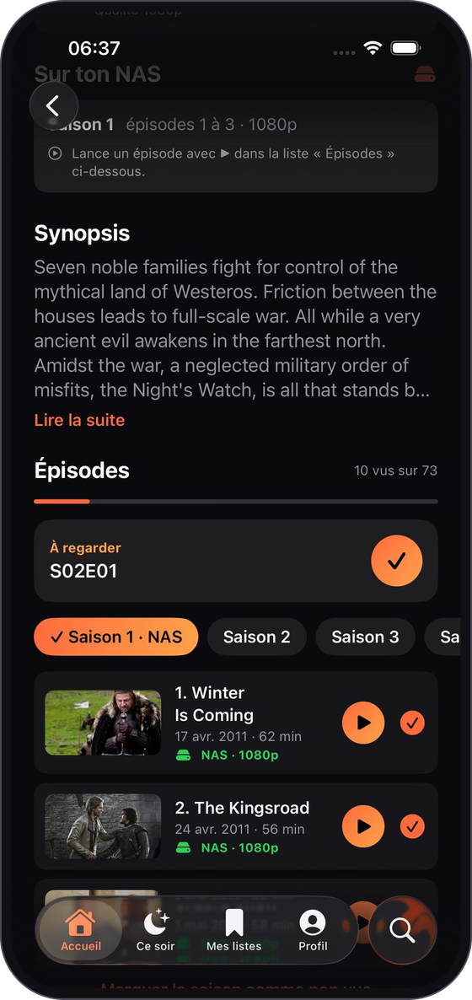 Qualité 1080p
06:37
Sur ton NAS
Saison 1 épisodes 1 à 3 · 1080p
Lance un épisode avec ▶ dans la liste « Épisodes »
ci-dessous.
Synopsis
Seven noble families fight for control of the
mythical land of Westeros. Friction between the
houses leads to full-scale war. All while a very
ancient evil awakens in the farthest north.
Amidst the war, a neglected military order of
misfits, the Night's Watch, is all that stands b...
Lire la suite
Épisodes
10 vus sur 73
À regarder
S02E01
✓ Saison 1 · NAS
Saison 2
Saison 3
Sa
1. Winter
Is Coming
17 avr. 2011 · 62 min
NAS · 1080p
2. The Kingsroad
24 avr. 2011 · 56 min
NAS · 1080p
1 mai 2011 · 58 min
Accueil
Ce soir
Mes listes
Profil
Marquer la saison comme non vue